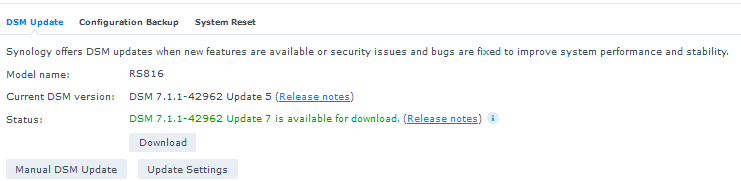 DSM Update Configuration Backup System Reset
Synology offers DSM updates when new features are available or security issues and bugs are fixed to improve system performance and stability.
Model name: RS816
Current DSM version: DSM 7.1.1-42962 Update 5 (Release notes)
Status: DSM 7.1.1-42962 Update 7 is available for download. (Release notes) i
Download
Manual DSM Update Update Settings